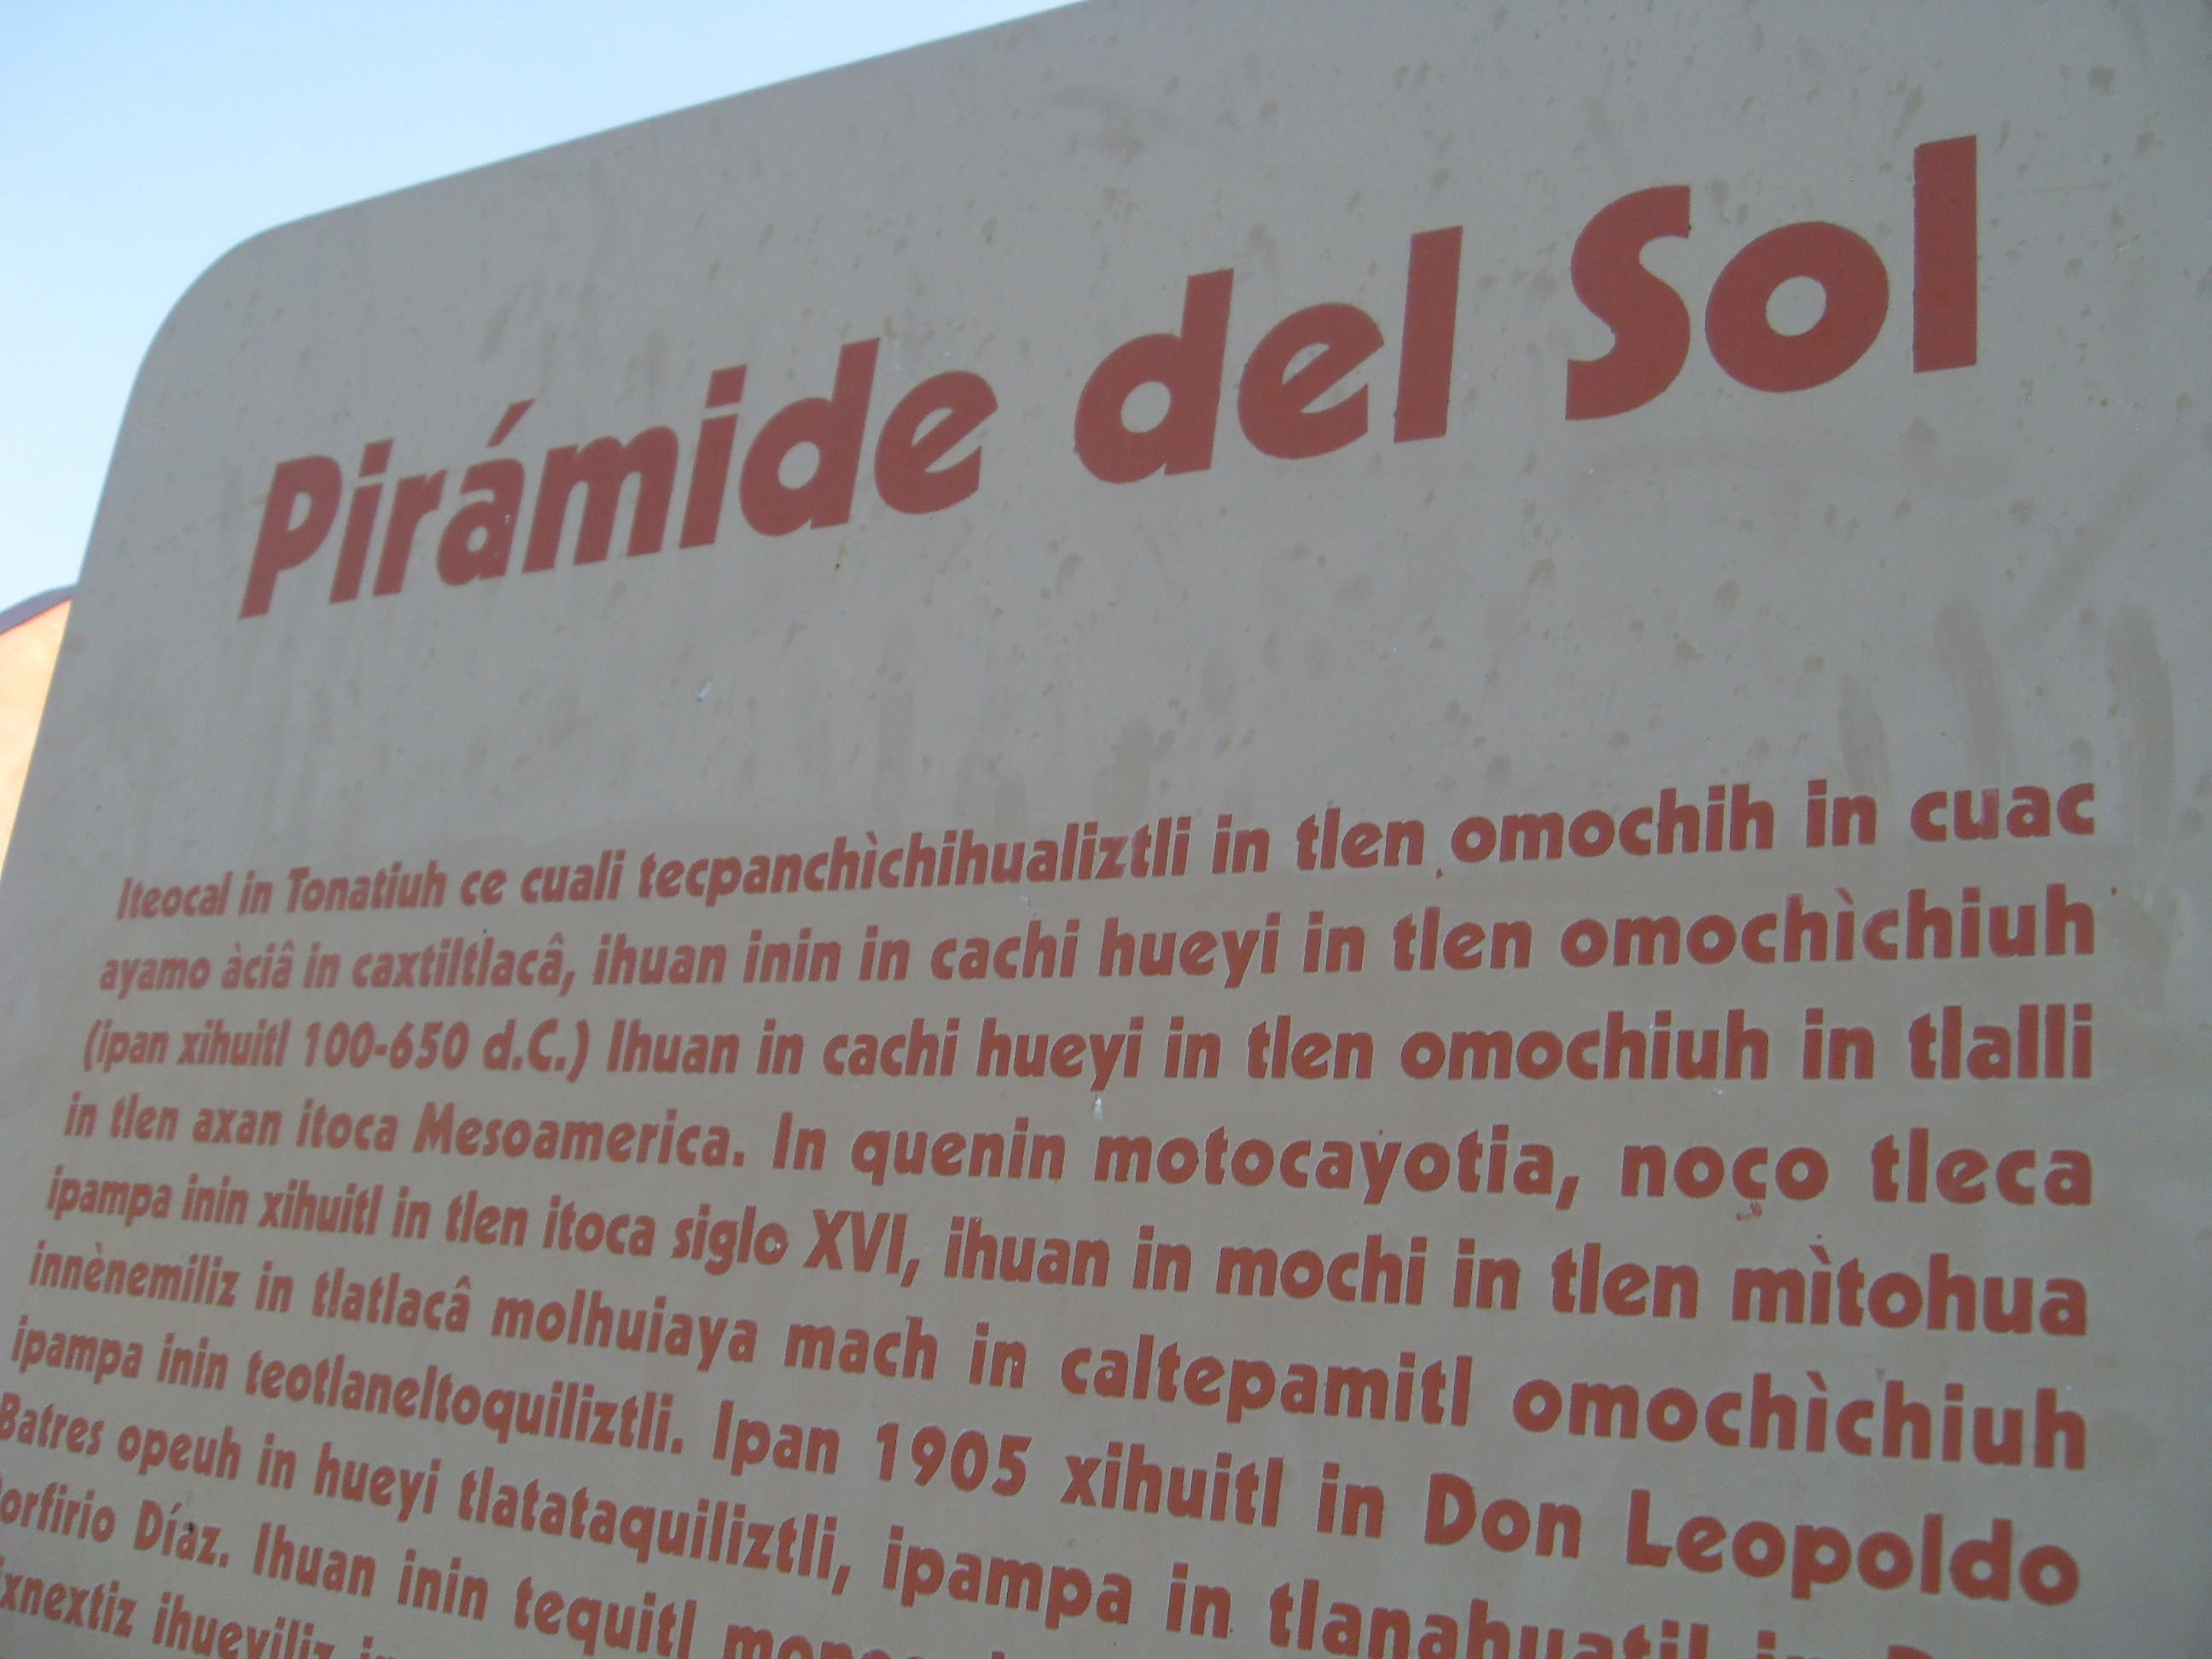 Pirámide del Sol
Iteocal in Tonatiuh ce cuali tecpanchìchihualiztli in tlen omochih in cuac
ayamo àciâ in caxtiltlacâ, ihuan inin in cachi hueyi in tlen omochìchiuh
(ipan xihuitl 100-650 d.C.) Ihuan in cachi hueyi in tlen omochiuh in tlalli
in tlen axan itoca Mesoamerica. In quenin motocayotia, noço tleca
ipampa inin xihuitl in tlen itoca siglo XVI, ihuan in mochi in tlen mìtohua
innènemiliz in tlatlacâ molhuiaya mach in caltepamitl omochìchiuh
ipampa inin teotlaneltoquiliztli. Ipan 1905 xihuitl in Don Leopoldo
Batres opeuh in hueyi tlatataquiliztli, ipampa in tlanahuatil in
orfirio Díaz. Ihuan inin tequitl
ixnextiz ihueyiliz